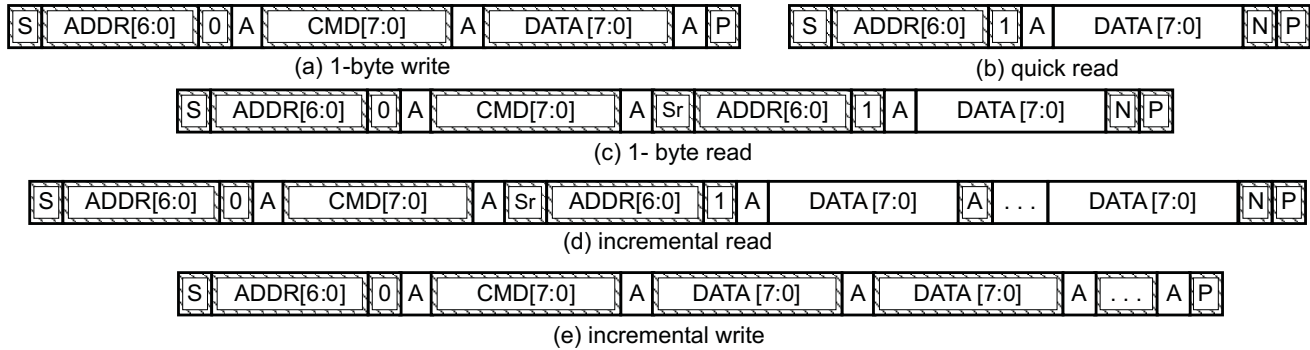 S ADDR[6:0] 0 A CMD[7:0] A DATA [7:0] A P S ADDR[6:0] 1 A DATA [7:0] N P
(a) 1-byte write (b) quick read
S ADDR[6:0] 0 A CMD[7:0] A Sr ADDR[6:0] 1 A DATA [7:0] N P
(c) 1- byte read
S ADDR[6:0] 0 A CMD[7:0] A Sr ADDR[6:0] 1 A DATA [7:0] A . . . DATA [7:0] N P
(d) incremental read
S ADDR[6:0] 0 A CMD[7:0] A DATA [7:0] A DATA [7:0] A . . . A P
(e) incremental write